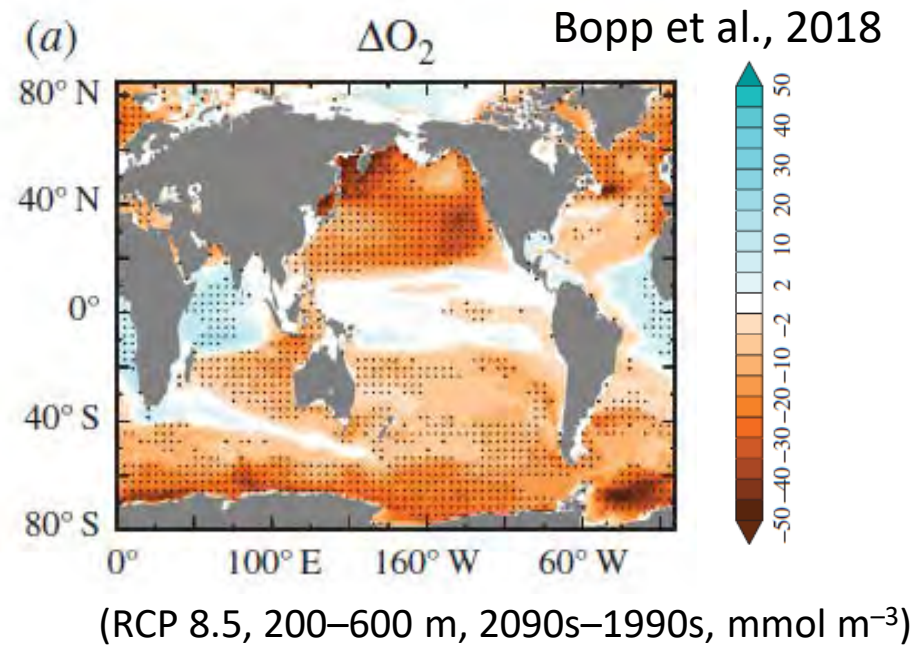 (a)
ΔO₂
Bopp et al., 2018
80° N
40° N
0°
40° S
80° S
0°
100° E
160° W
60° W
50
40
30
20
10
2
−2
−10
−20
−30
−40
−50
(RCP 8.5, 200–600 m, 2090s–1990s, mmol m⁻³)